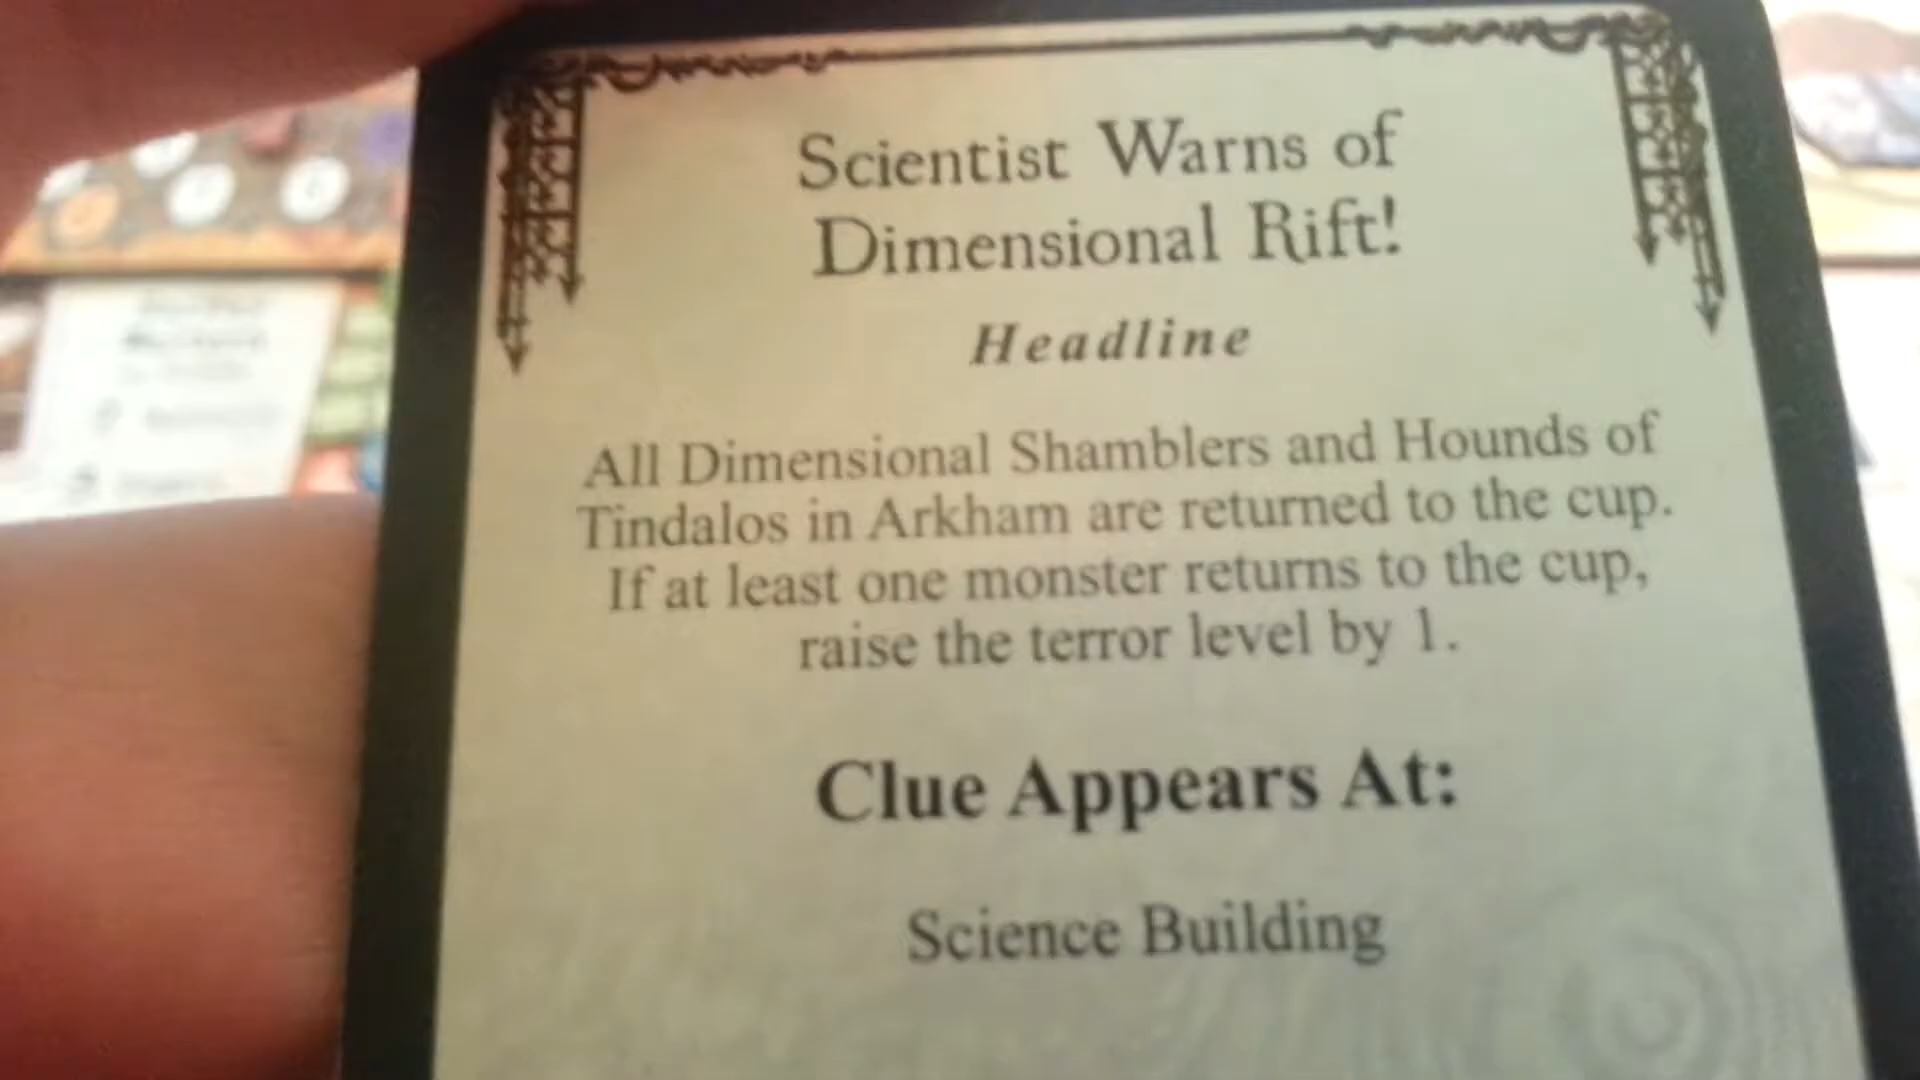 Scientist Warns of
Dimensional Rift!
Headline
All Dimensional Shamblers and Hounds of
Tindalos in Arkham are returned to the cup.
If at least one monster returns to the cup,
raise the terror level by 1.
Clue Appears At:
Science Building